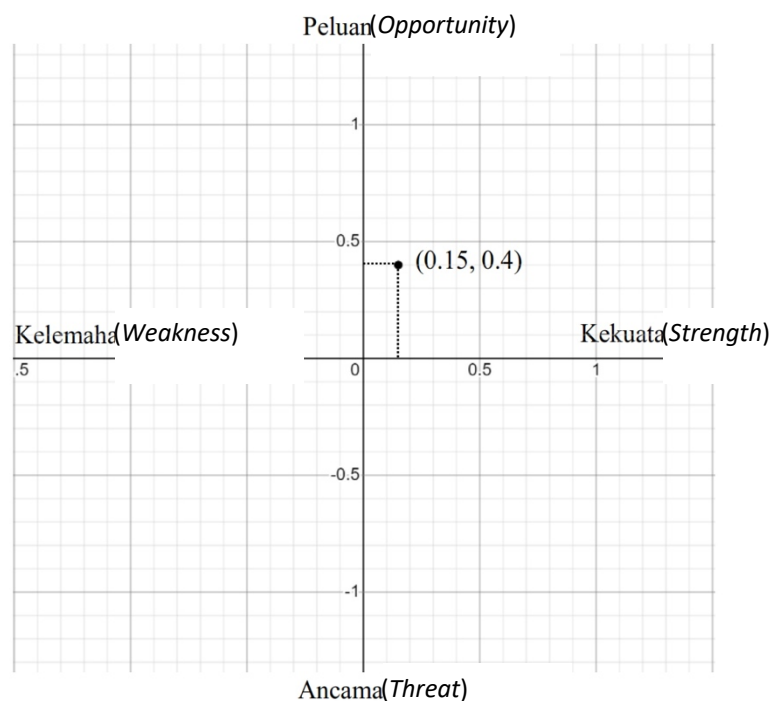 Peluan(Opportunity)
1
0.5
(0.15, 0.4)
Kelemaha(Weakness)
Kekuata(Strength)
.5 0 0.5 1
-0.5
-1
Ancama(Threat)